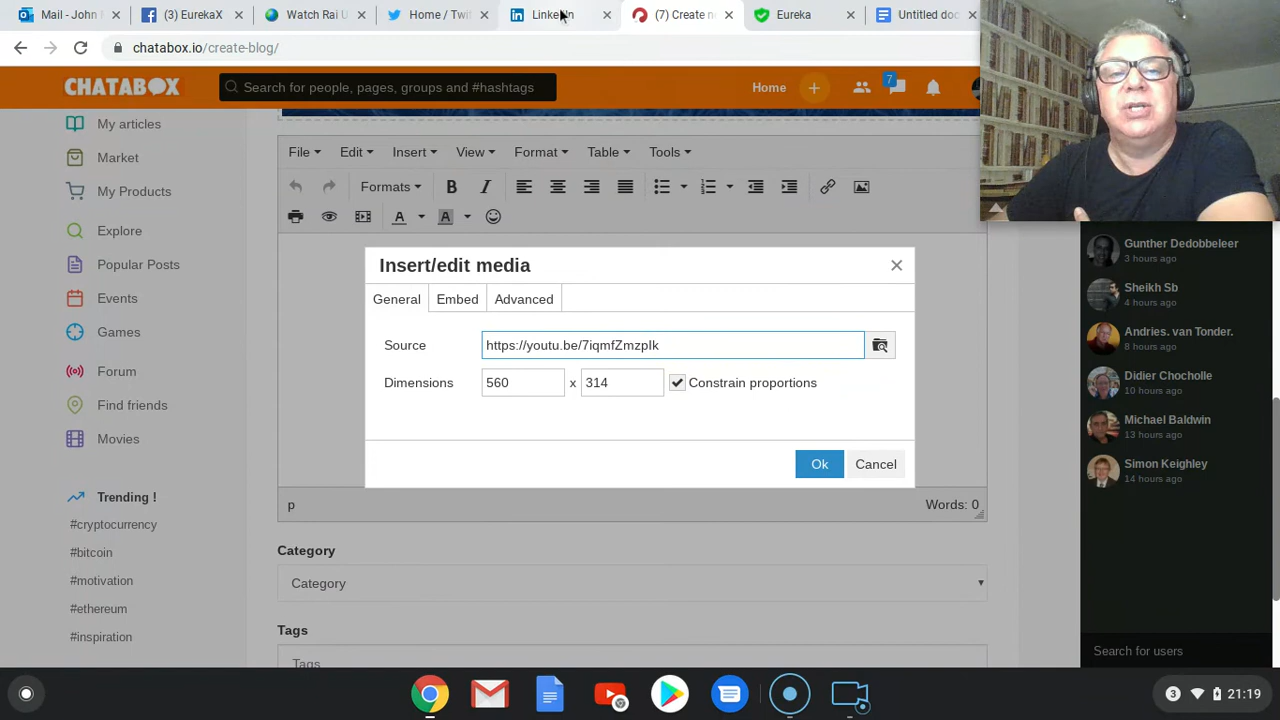 Mail - John
(3) EurekaX
Watch Rai
Home / Twit
LinkedIn
(7) Create n
Eureka
Untitled doc
chatabox.io/create-blog/
CHATABOX
Search for people, pages, groups and #hashtags
Home
7
My articles
Market
My Products
Explore
Popular Posts
Events
Games
Forum
Find friends
Movies
Trending !
#cryptocurrency
#bitcoin
#motivation
#ethereum
#inspiration
File Edit Insert View Format Table Tools
Formats B I
A A
Insert/edit media
General Embed Advanced
Source https://youtu.be/7iqmfZmzpIk
Dimensions 560 x 314 Constrain proportions
Ok Cancel
p Words: 0
Category
Category
Tags
Tags
Gunther Dedobbeleer
3 hours ago
Sheikh Sb
4 hours ago
Andries. van Tonder.
8 hours ago
Didier Chocholle
10 hours ago
Michael Baldwin
13 hours ago
Simon Keighley
14 hours ago
Search for users
3 21:19